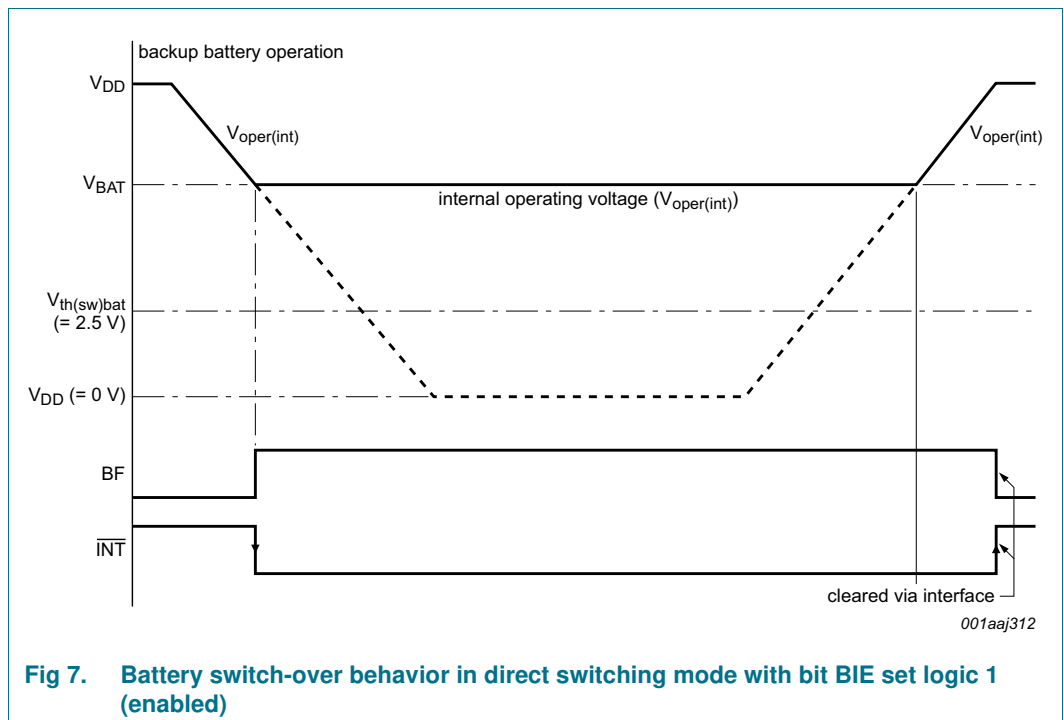 backup battery operation
VDD
Voper(int)
Voper(int)
VBAT
internal operating voltage (Voper(int))
Vth(sw)bat
(= 2.5 V)
VDD (= 0 V)
BF
INT
cleared via interface
001aaj312
Fig 7. Battery switch-over behavior in direct switching mode with bit BIE set logic 1
(enabled)